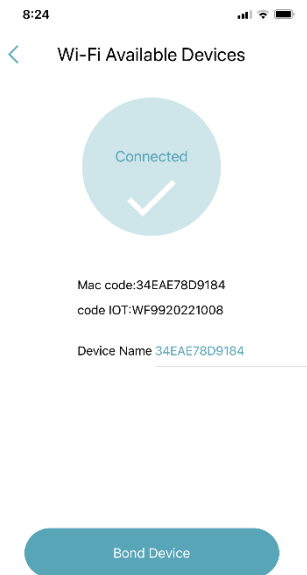 8:24
Wi-Fi Available Devices
Connected
Mac code:34EAE78D9184
code IOT:WF9920221008
Device Name 34EAE78D9184
Bond Device